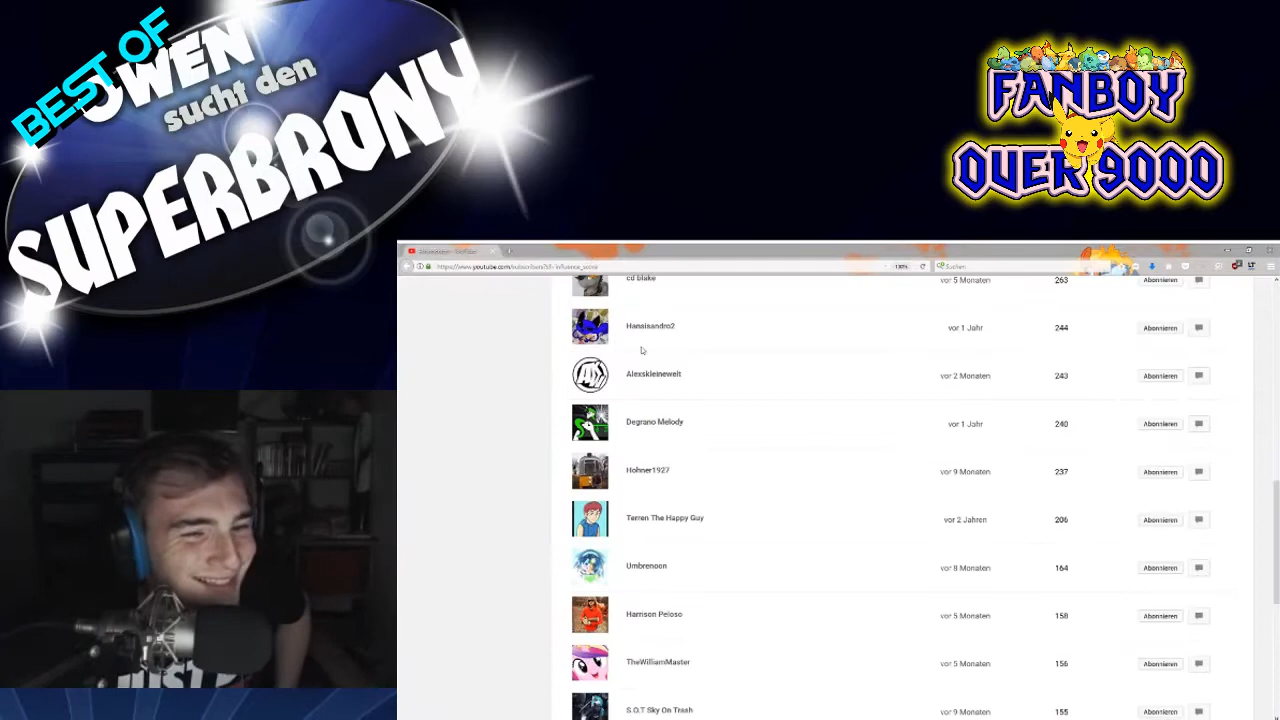 BEST OF
OWEN
sucht den
SUPERBRONY
FANBOY
OVER 9000
Suchen
cd blake vor 5 Monaten 263 Abonnieren
Hansisandro2 vor 1 Jahr 244 Abonnieren
Alexskleinewelt vor 2 Monaten 243 Abonnieren
Degrano Melody vor 1 Jahr 240 Abonnieren
Hohner1927 vor 9 Monaten 237 Abonnieren
Terren The Happy Guy vor 2 Jahren 206 Abonnieren
Umbrenoon vor 8 Monaten 164 Abonnieren
Harrison Peloso vor 5 Monaten 158 Abonnieren
TheWilliamMaster vor 5 Monaten 156 Abonnieren
S.O.T Sky On Trash vor 9 Monaten 155 Abonnieren